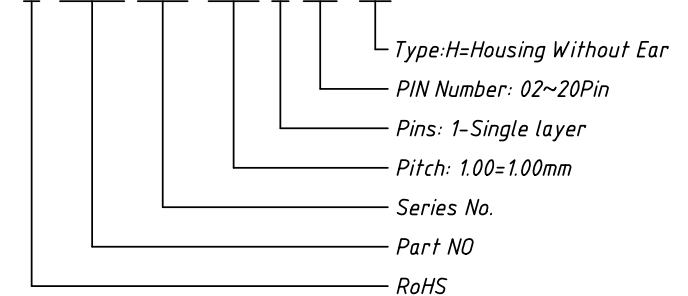 Type:H=Housing Without Ear
PIN Number: 02~20Pin
Pins: 1-Single layer
Pitch: 1.00=1.00mm
Series No.
Part NO
RoHS